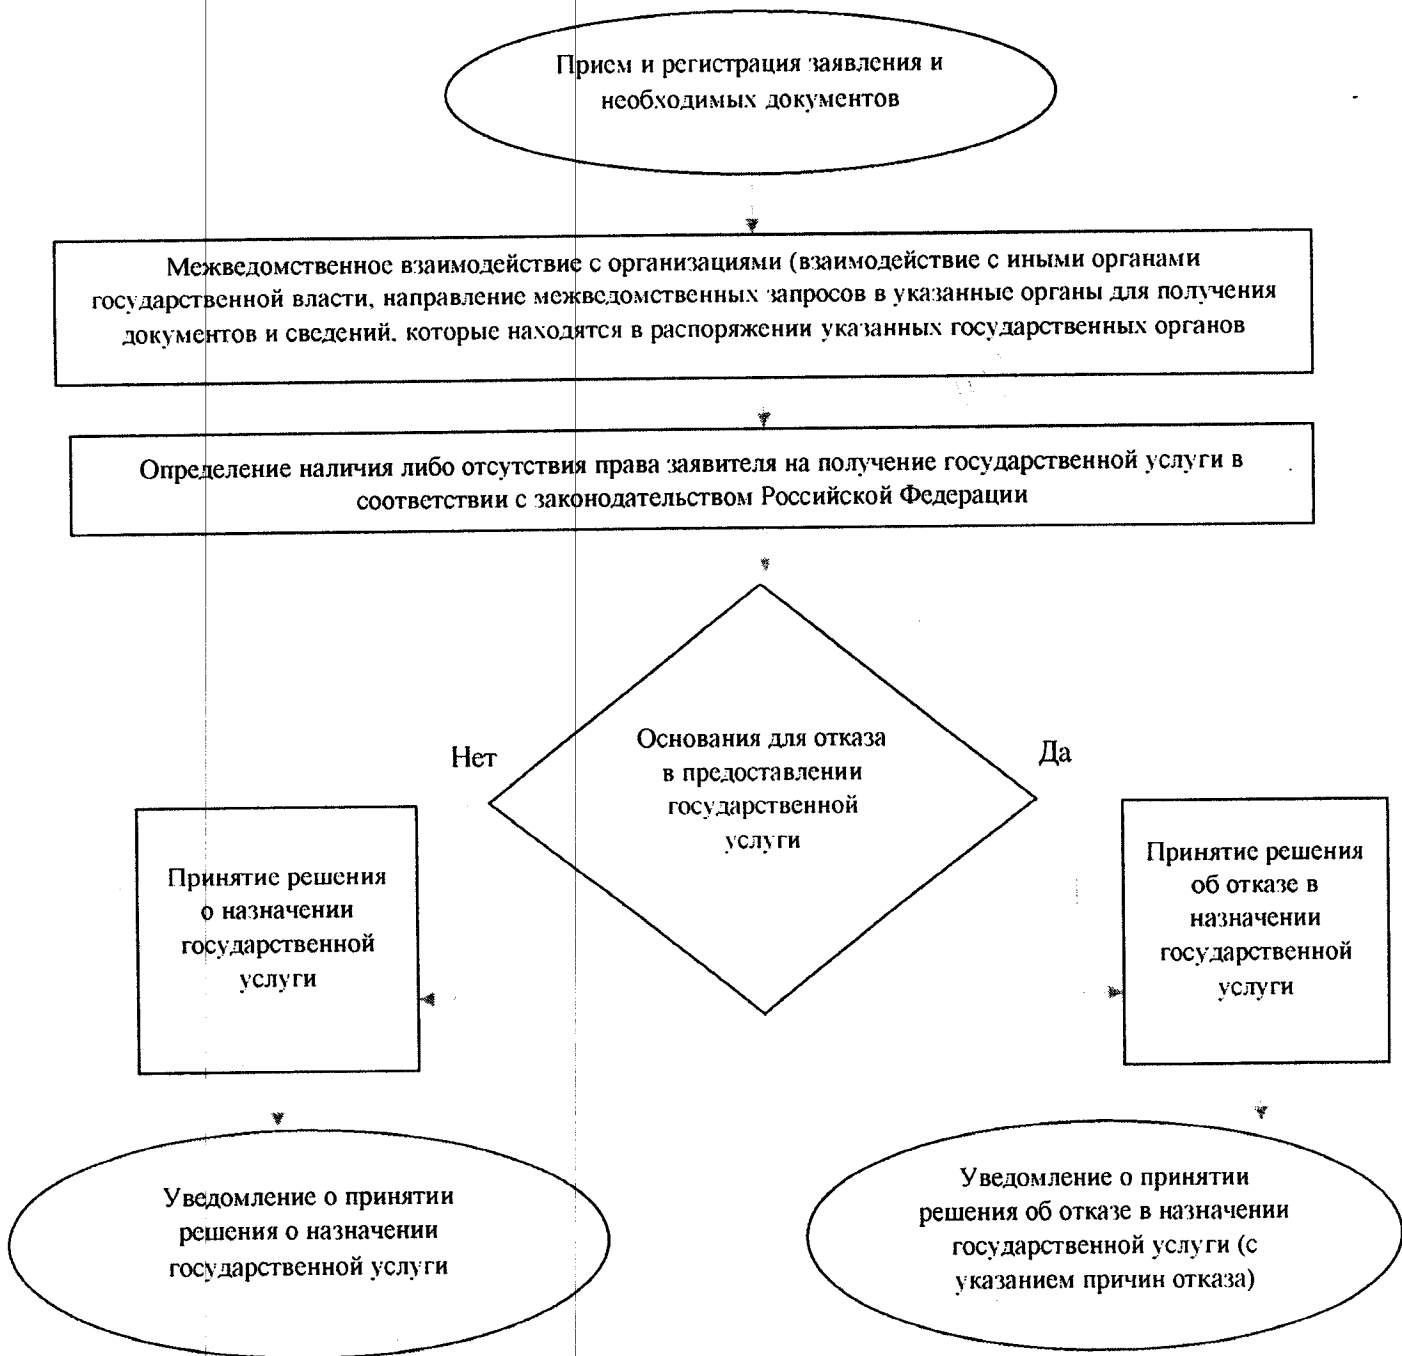 Прием и регистрация заявления и
необходимых документов
Межведомственное взаимодействие с организациями (взаимодействие с иными органами
государственной власти, направление межведомственных запросов в указанные органы для получения
документов и сведений, которые находятся в распоряжении указанных государственных органов
Определение наличия либо отсутствия права заявителя на получение государственной услуги в
соответствии с законодательством Российской Федерации
Нет
Основания для отказа
в предоставлении
государственной
услуги
Да
Принятие решения
о назначении
государственной
услуги
Принятие решения
об отказе в
назначении
государственной
услуги
Уведомление о принятии
решения о назначении
государственной услуги
Уведомление о принятии
решения об отказе в назначении
государственной услуги (с
указанием причин отказа)